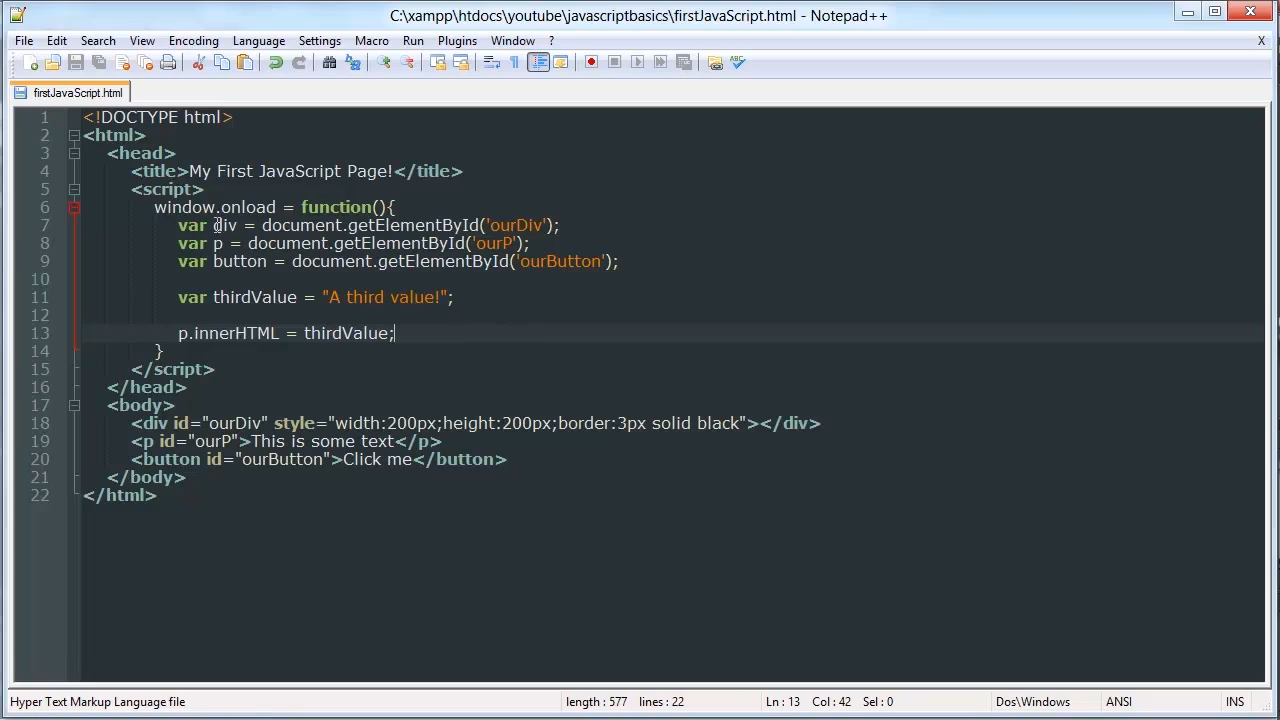 C:\xampp\htdocs\youtube\javascriptbasics\firstJavaScript.html - Notepad++
File Edit Search View Encoding Language Settings Macro Run Plugins Window ? X
firstJavaScript.html
1 <!DOCTYPE html>
2 <html>
3 <head>
4 <title>My First JavaScript Page!</title>
5 <script>
6 window.onload = function(){
7 var div = document.getElementById('ourDiv');
8 var p = document.getElementById('ourP');
9 var button = document.getElementById('ourButton');
10
11 var thirdValue = "A third value!";
12
13 p.innerHTML = thirdValue;
14 }
15 </script>
16 </head>
17 <body>
18 <div id="ourDiv" style="width:200px;height:200px;border:3px solid black"></div>
19 <p id="ourP">This is some text</p>
20 <button id="ourButton">Click me</button>
21 </body>
22 </html>
Hyper Text Markup Language file length : 577 lines : 22 Ln : 13 Col : 42 Sel : 0 Dos\Windows ANSI INS